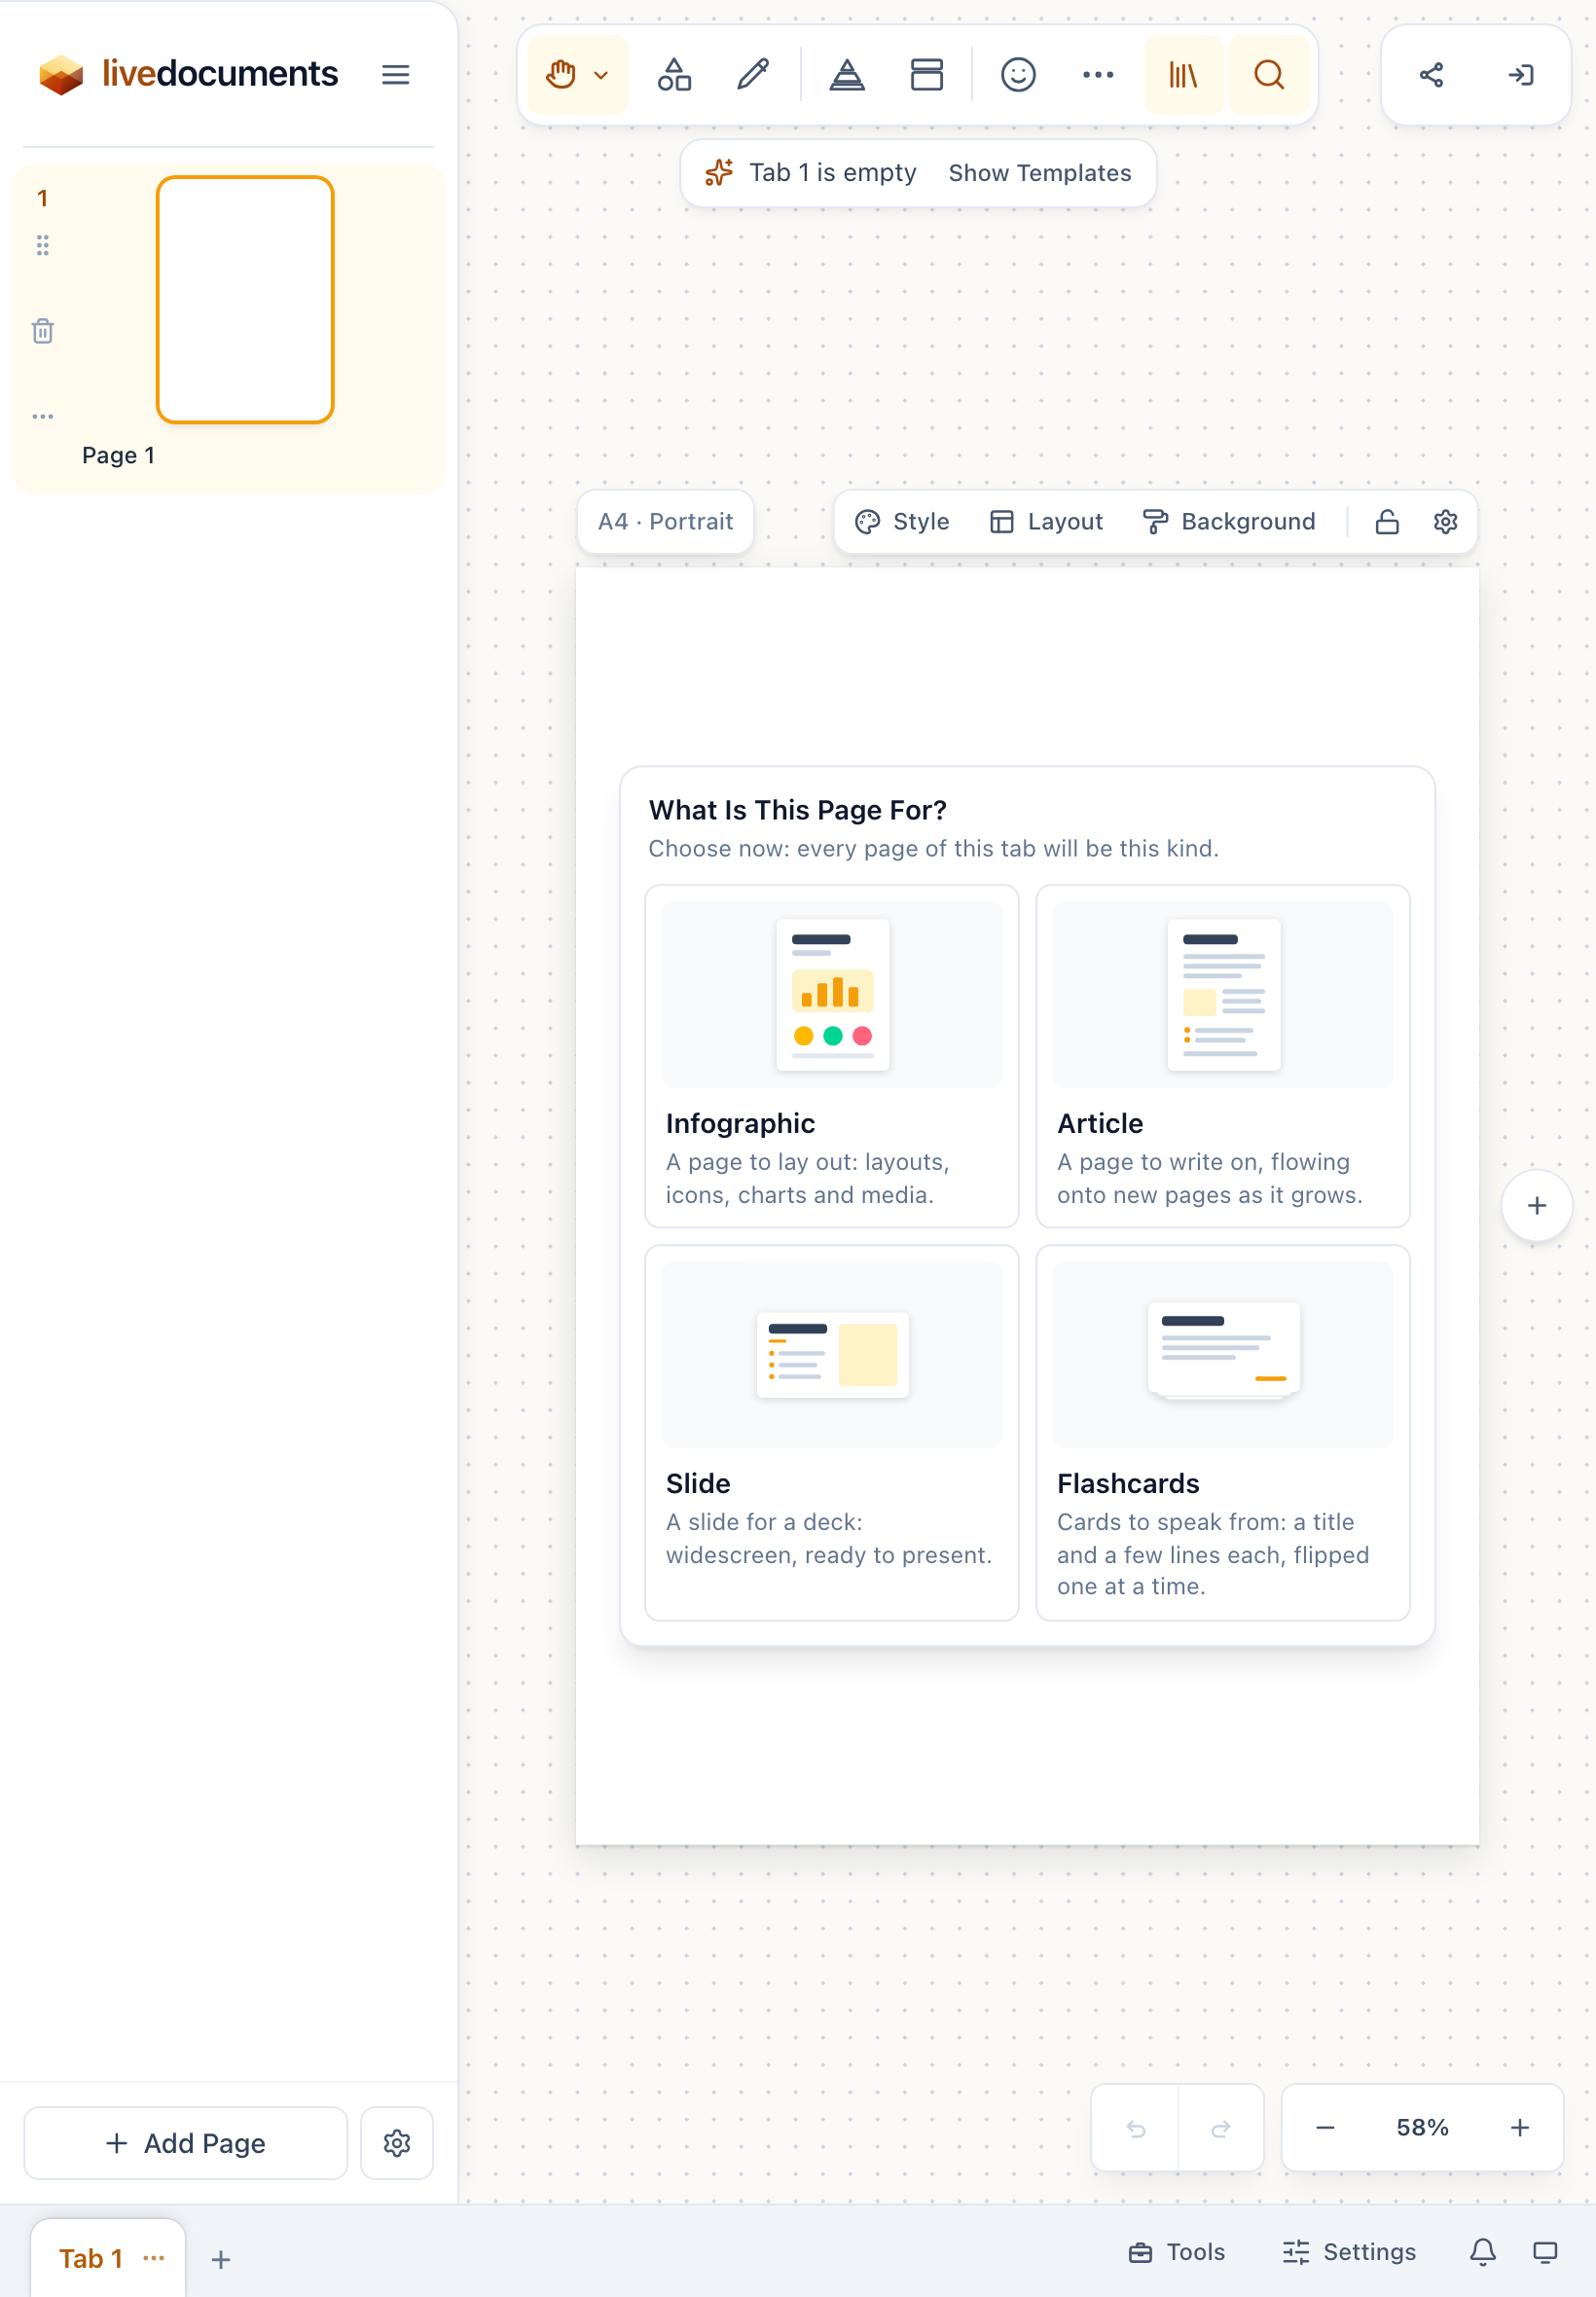 livedocuments
1
Page 1
Tab 1 is empty Show Templates
A4 · Portrait
Style Layout Background
What Is This Page For?
Choose now: every page of this tab will be this kind.
Infographic
A page to lay out: layouts,
icons, charts and media.
Article
A page to write on, flowing
onto new pages as it grows.
Slide
A slide for a deck:
widescreen, ready to present.
Flashcards
Cards to speak from: a title
and a few lines each, flipped
one at a time.
Add Page
58%
Tab 1
Tools Settings